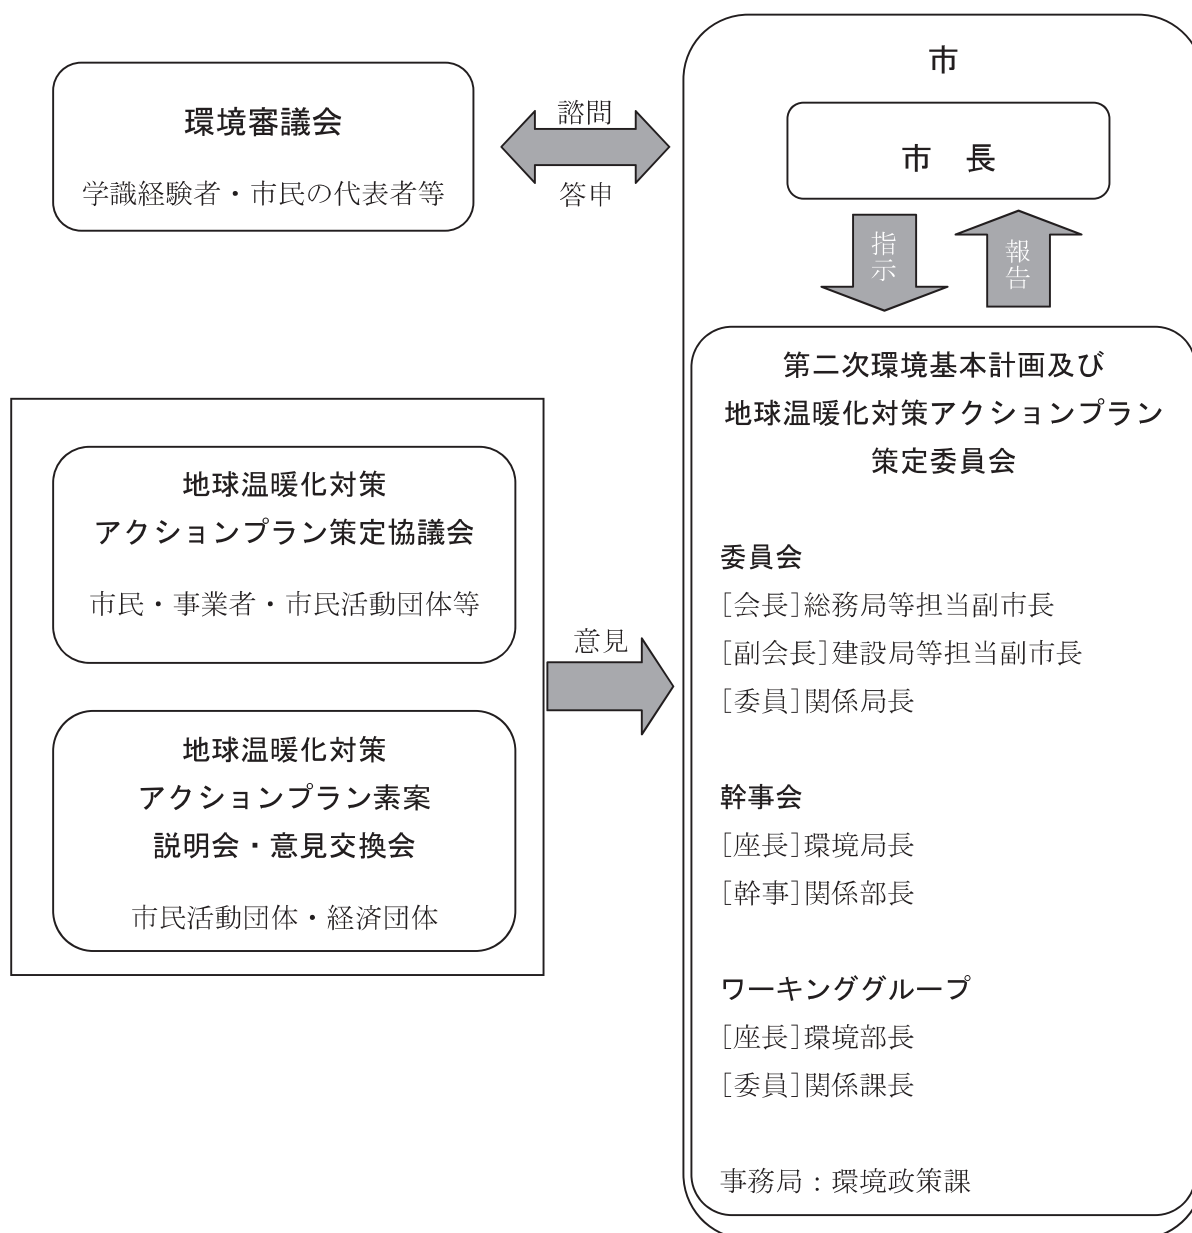 環境審議会
学識経験者・市民の代表者等
諮問
答申
市
市　長
指示
報告
第二次環境基本計画及び
地球温暖化対策アクションプラン
策定委員会
委員会
[会長]総務局等担当副市長
[副会長]建設局等担当副市長
[委員]関係局長
幹事会
[座長]環境局長
[幹事]関係部長
ワーキンググループ
[座長]環境部長
[委員]関係課長
事務局：環境政策課
地球温暖化対策
アクションプラン策定協議会
市民・事業者・市民活動団体等
地球温暖化対策
アクションプラン素案
説明会・意見交換会
市民活動団体・経済団体
意見